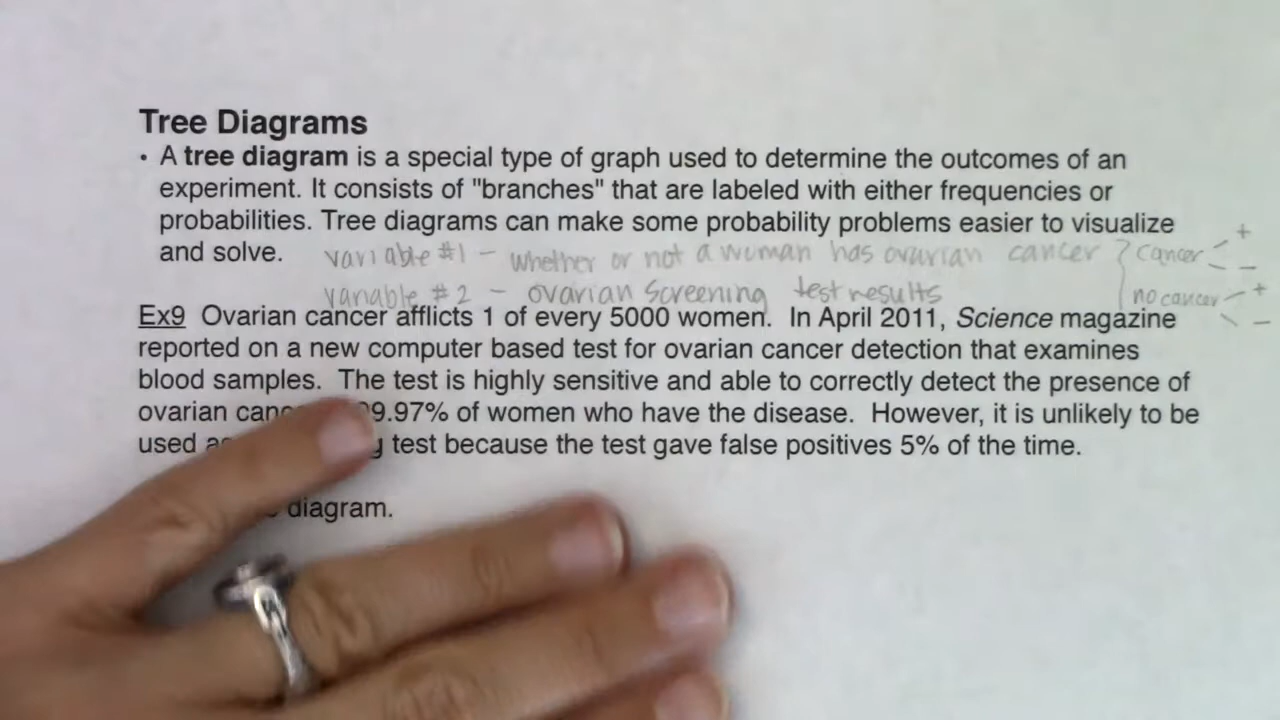 Tree Diagrams
• A tree diagram is a special type of graph used to determine the outcomes of an
experiment. It consists of "branches" that are labeled with either frequencies or
probabilities. Tree diagrams can make some probability problems easier to visualize
and solve. variable #1 - whether or not a woman has ovarian cancer } cancer + -
variable #2 - ovarian screening test results no cancer + -
Ex9 Ovarian cancer afflicts 1 of every 5000 women. In April 2011, Science magazine
reported on a new computer based test for ovarian cancer detection that examines
blood samples. The test is highly sensitive and able to correctly detect the presence of
ovarian 9.97% of women who have the disease. However, it is unlikely to be
used test because the test gave false positives 5% of the time.
diagram.